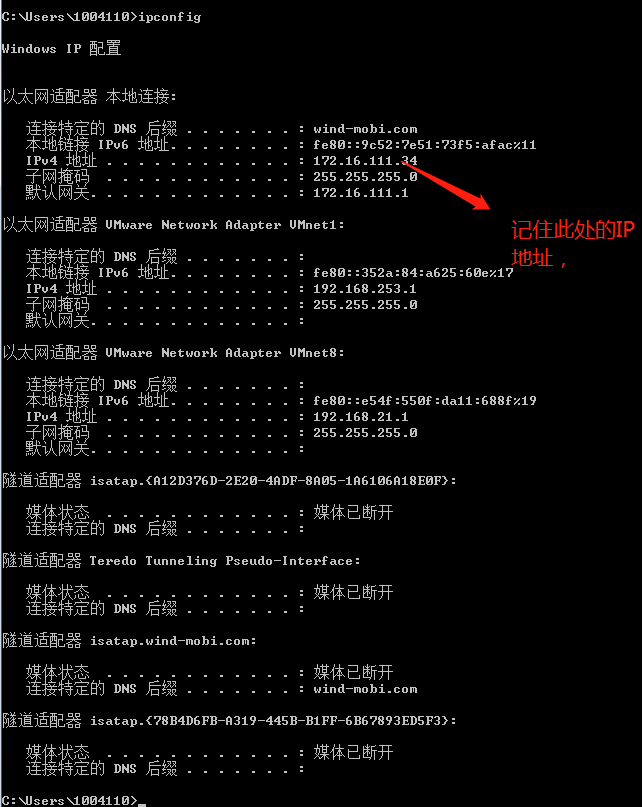 C:\Users\1004110>ipconfig
Windows IP 配置
以太网适配器 本地连接:
连接特定的 DNS 后缀 . . . . . . . : wind-mobi.com
本地链接 IPv6 地址. . . . . . . . : fe80::9c52:7e51:73f5:afac%11
IPv4 地址 . . . . . . . . . . . . : 172.16.111.34
子网掩码 . . . . . . . . . . . . : 255.255.255.0
默认网关. . . . . . . . . . . . . : 172.16.111.1
记住此处的IP
地址，
以太网适配器 VMware Network Adapter VMnet1:
连接特定的 DNS 后缀 . . . . . . . :
本地链接 IPv6 地址. . . . . . . . : fe80::352a:84:a625:60e%17
IPv4 地址 . . . . . . . . . . . . : 192.168.253.1
子网掩码 . . . . . . . . . . . . : 255.255.255.0
默认网关. . . . . . . . . . . . . :
以太网适配器 VMware Network Adapter VMnet8:
连接特定的 DNS 后缀 . . . . . . . :
本地链接 IPv6 地址. . . . . . . . : fe80::e54f:550f:da11:688f%19
IPv4 地址 . . . . . . . . . . . . : 192.168.21.1
子网掩码 . . . . . . . . . . . . : 255.255.255.0
默认网关. . . . . . . . . . . . . :
隧道适配器 isatap.{A12D376D-2E20-4ADF-8A05-1A6106A18E0F}:
媒体状态 . . . . . . . . . . . . : 媒体已断开
连接特定的 DNS 后缀 . . . . . . . :
隧道适配器 Teredo Tunneling Pseudo-Interface:
媒体状态 . . . . . . . . . . . . : 媒体已断开
连接特定的 DNS 后缀 . . . . . . . :
隧道适配器 isatap.wind-mobi.com:
媒体状态 . . . . . . . . . . . . : 媒体已断开
连接特定的 DNS 后缀 . . . . . . . : wind-mobi.com
隧道适配器 isatap.{78B4D6FB-A319-445B-B1FF-6B67893ED5F3}:
媒体状态 . . . . . . . . . . . . : 媒体已断开
连接特定的 DNS 后缀 . . . . . . . :
C:\Users\1004110>_